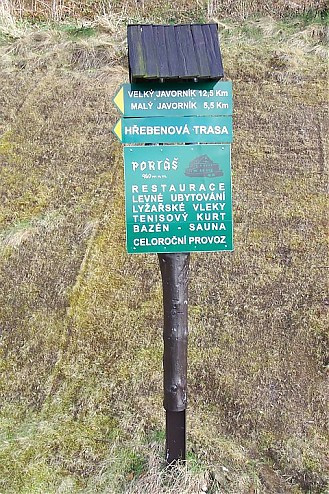 VELKÝ JAVORNÍK 12,5 Km
MALÝ JAVORNÍK 5,5 Km
HŘEBENOVÁ TRASA
PORTÁŠ
RESTAURACE
LEVNÉ UBYTOVÁNÍ
LYŽAŘSKÉ VLEKY
TENISOVÝ KURT
BAZÉN - SAUNA
CELOROČNÍ PROVOZ